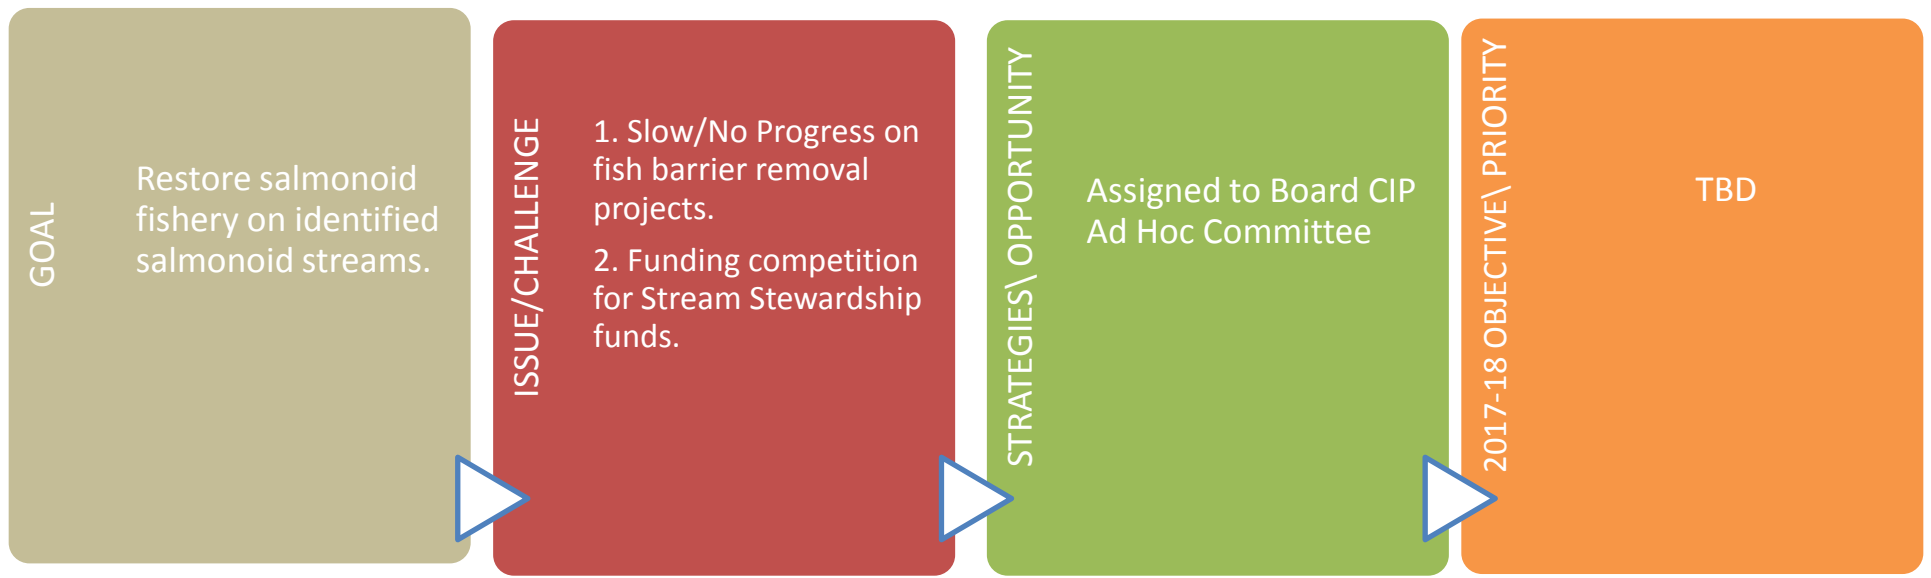 GOAL
Restore salmonoid
fishery on identified
salmonoid streams.
ISSUE/CHALLENGE
1. Slow/No Progress on
fish barrier removal
projects.
2. Funding competition
for Stream Stewardship
funds.
STRATEGIES\ OPPORTUNITY
Assigned to Board CIP
Ad Hoc Committee
2017-18 OBJECTIVE\ PRIORITY
TBD